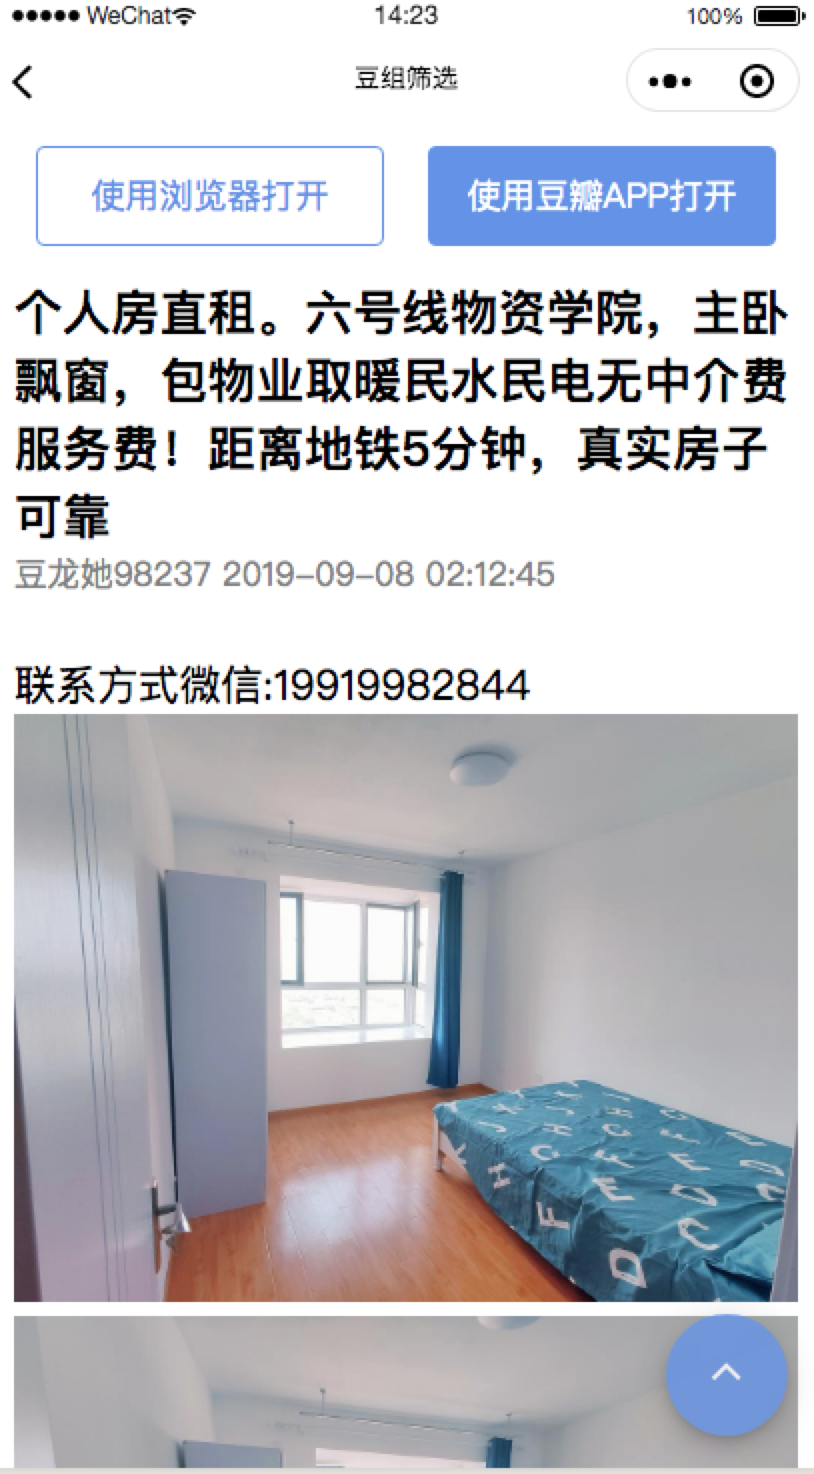 ●●●●● WeChat 14:23 100%
豆组筛选
使用浏览器打开 使用豆瓣APP打开
个人房直租。六号线物资学院，主卧
飘窗，包物业取暖民水民电无中介费
服务费！距离地铁5分钟，真实房子
可靠
豆龙她98237 2019-09-08 02:12:45
联系方式微信:19919982844